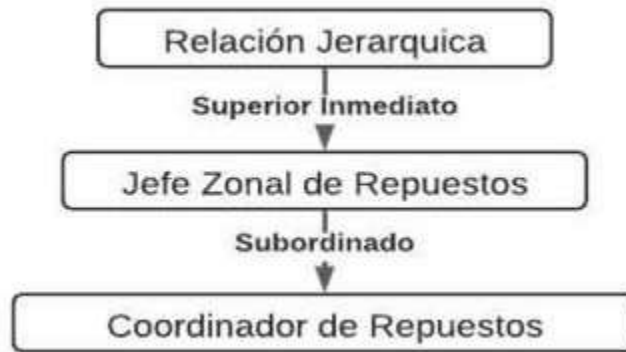 Relación Jerarquica
Superior Inmediato
Jefe Zonal de Repuestos
Subordinado
Coordinador de Repuestos